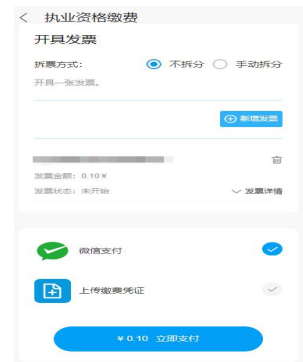 < 执业资格缴费
开具发票
拆票方式： 不拆分 手动拆分
开具一张发票。
新增发票
发票金额：0.10￥
发票状态：未开始 发票详情
微信支付
上传缴费凭证
￥0.10 立即支付